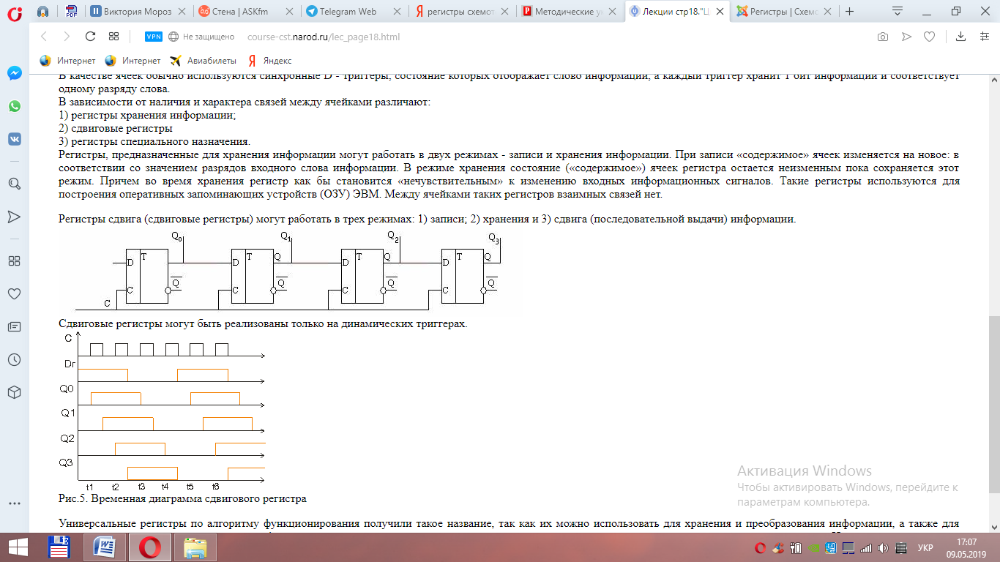 Виктория Мороз
Стена | ASKfm
Telegram Web
регистры схемот
Методические ук
Лекции стр18."Ц
Регистры | Схемс
VPN
Не защищено
course-cst.narod.ru/lec_page18.html
Интернет
Интернет
Авиабилеты
Яндекс
В качестве ячеек обычно используются синхронные D - триггеры, состояние которых отображает слово информации, а каждый триггер хранит 1 бит информации и соответствует
одному разряду слова.
В зависимости от наличия и характера связей между ячейками различают:
1) регистры хранения информации;
2) сдвиговые регистры
3) регистры специального назначения.
Регистры, предназначенные для хранения информации могут работать в двух режимах - записи и хранения информации. При записи «содержимое» ячеек изменяется на новое: в
соответствии со значением разрядов входного слова информации. В режиме хранения состояние («содержимое») ячеек регистра остается неизменным пока сохраняется этот
режим. Причем во время хранения регистр как бы становится «нечувствительным» к изменению входных информационных сигналов. Такие регистры используются для
построения оперативных запоминающих устройств (ОЗУ) ЭВМ. Между ячейками таких регистров взаимных связей нет.
Регистры сдвига (сдвиговые регистры) могут работать в трех режимах: 1) записи; 2) хранения и 3) сдвига (последовательной выдачи) информации.
Q0 Q1 Q2 Q3
D T D T Q D T Q D T Q
C Q C Q C Q C Q
C
Сдвиговые регистры могут быть реализованы только на динамических триггерах.
C
Dr
Q0
Q1
Q2
Q3
t1 t2 t3 t4 t5 t6
Рис.5. Временная диаграмма сдвигового регистра
Активация Windows
Чтобы активировать Windows, перейдите к
параметрам компьютера.
Универсальные регистры по алгоритму функционирования получили такое название, так как их можно использовать для хранения и преобразования информации, а также для
УКР
17:07
09.05.2019